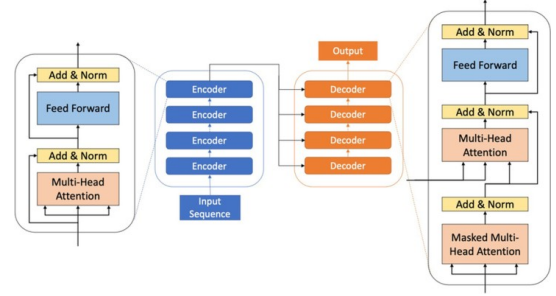 Add & Norm
Feed Forward
Add & Norm
Multi-Head
Attention
Encoder
Encoder
Encoder
Encoder
Input
Sequence
Output
Decoder
Decoder
Decoder
Decoder
Add & Norm
Feed Forward
Add & Norm
Multi-Head
Attention
Add & Norm
Masked Multi-
Head Attention